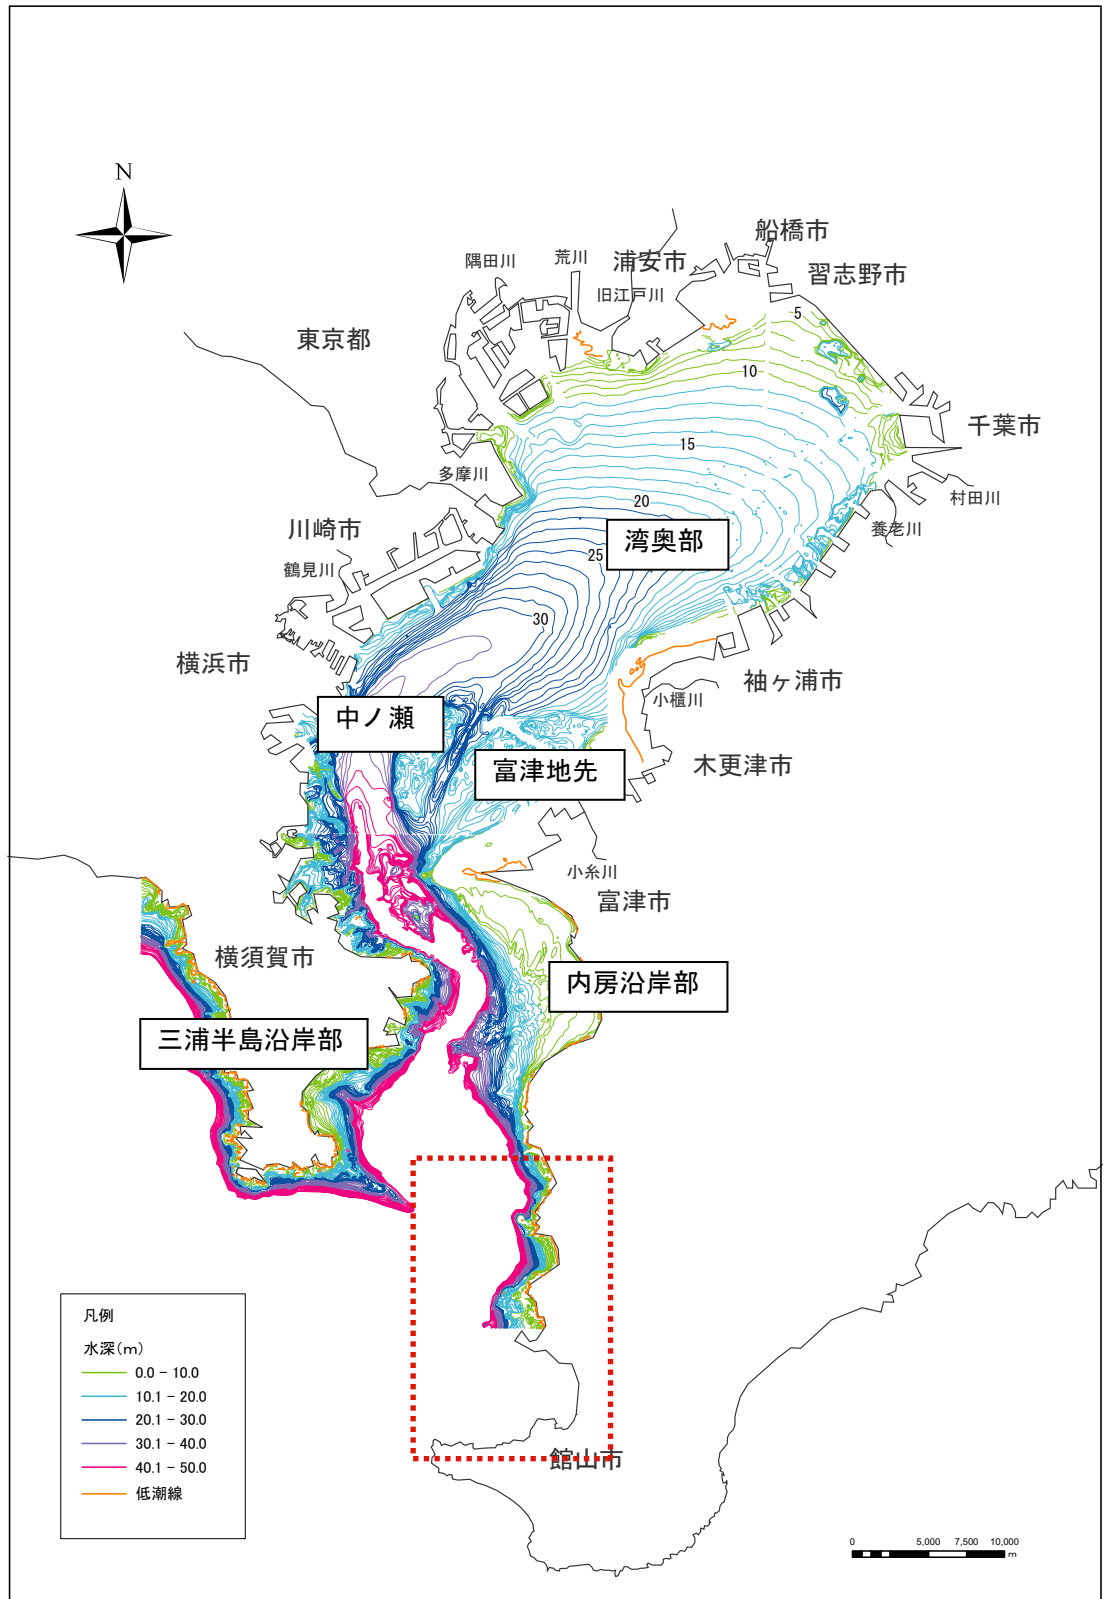 N
船橋市
荒川
浦安市
隅田川
習志野市
旧江戸川
5
東京都
10
千葉市
15
多摩川
村田川
20
川崎市
養老川
湾奥部
25
鶴見川
30
横浜市
袖ヶ浦市
小櫃川
中ノ瀬
木更津市
富津地先
小糸川
富津市
横須賀市
内房沿岸部
三浦半島沿岸部
凡例
水深(m)
0.0 - 10.0
10.1 - 20.0
20.1 - 30.0
30.1 - 40.0
40.1 - 50.0
低潮線
館山市
0 5,000 7,500 10,000
m